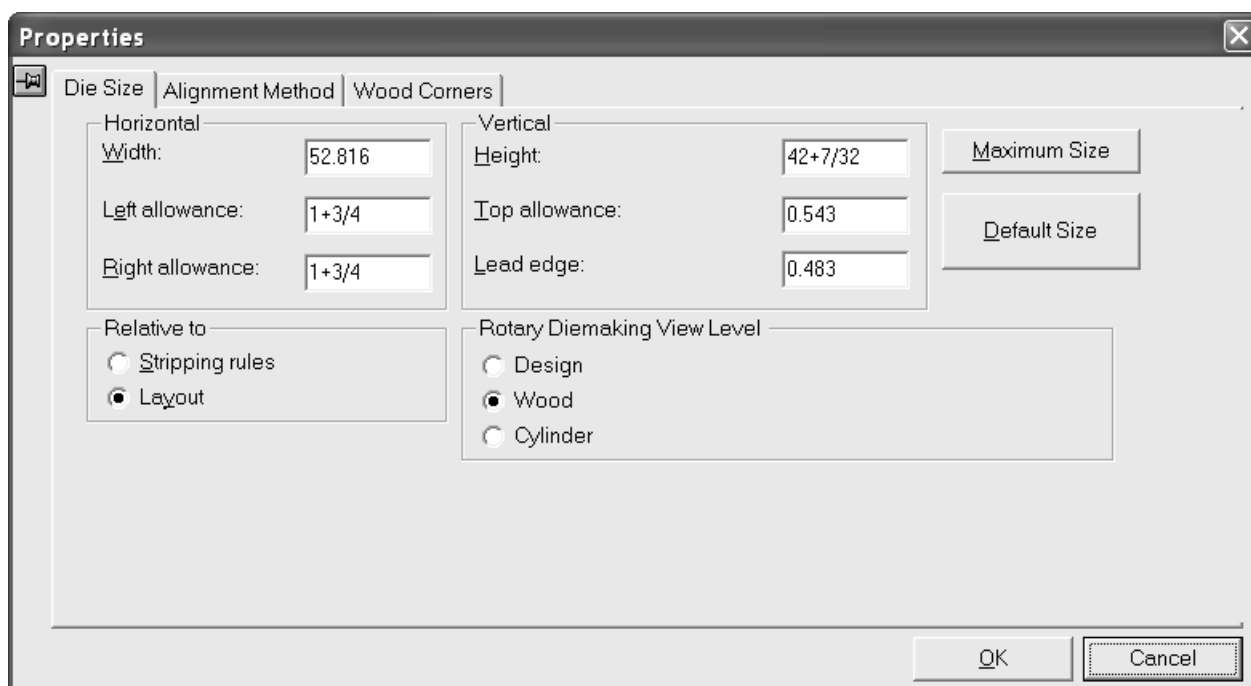 Properties
Die Size Alignment Method Wood Corners
Horizontal
Width: 52.816
Left allowance: 1+3/4
Right allowance: 1+3/4
Vertical
Height: 42+7/32
Top allowance: 0.543
Lead edge: 0.483
Maximum Size
Default Size
Relative to
Stripping rules
Layout
Rotary Diemaking View Level
Design
Wood
Cylinder
OK Cancel